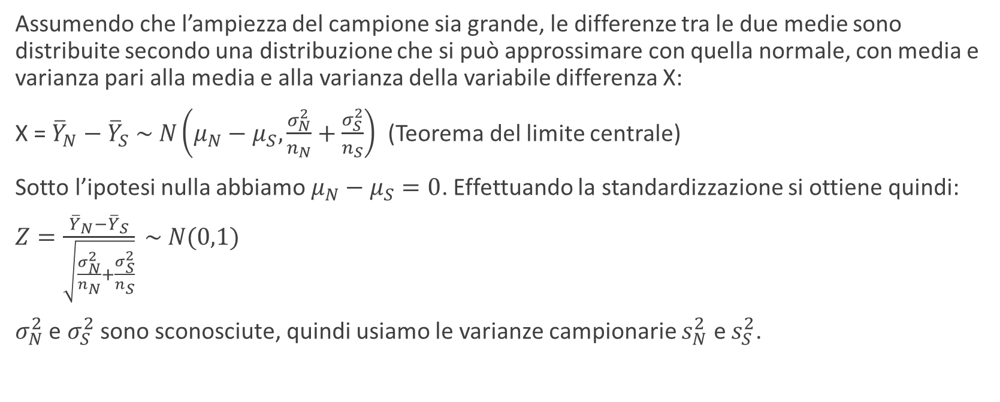 Assumendo che l’ampiezza del campione sia grande, le differenze tra le due medie sono
distribuite secondo una distribuzione che si può approssimare con quella normale, con media e
varianza pari alla media e alla varianza della variabile differenza X:
X = $\bar{Y}_N - \bar{Y}_S \sim N\left(\mu_N - \mu_S, \frac{\sigma_N^2}{n_N} + \frac{\sigma_S^2}{n_S}\right)$ (Teorema del limite centrale)
Sotto l’ipotesi nulla abbiamo $\mu_N - \mu_S = 0$. Effettuando la standardizzazione si ottiene quindi:
$Z = \frac{\bar{Y}_N - \bar{Y}_S}{\sqrt{\frac{\sigma_N^2}{n_N} + \frac{\sigma_S^2}{n_S}}} \sim N(0,1)$
$\sigma_N^2$ e $\sigma_S^2$ sono sconosciute, quindi usiamo le varianze campionarie $s_N^2$ e $s_S^2$.